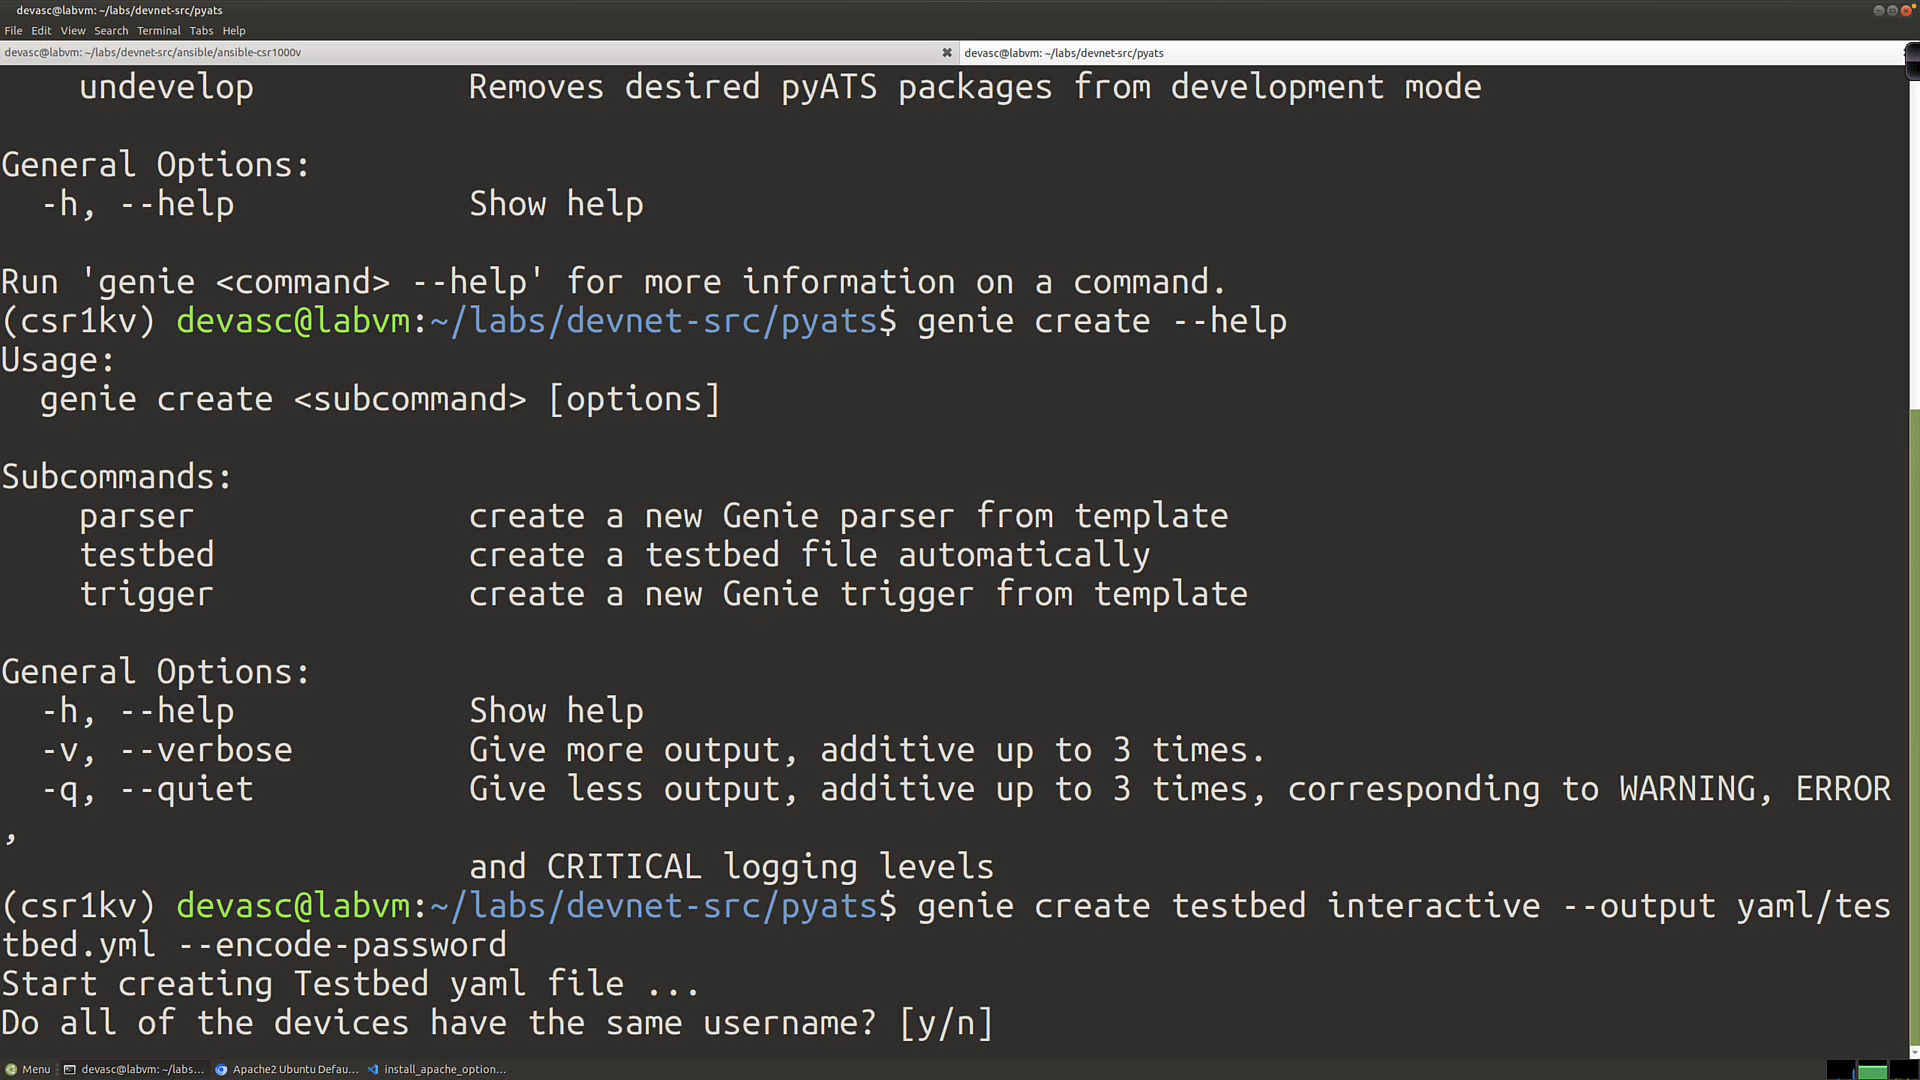 devasc@labvm: ~/labs/devnet-src/pyats
File Edit View Search Terminal Tabs Help
devasc@labvm: ~/labs/devnet-src/ansible/ansible-csr1000v
devasc@labvm: ~/labs/devnet-src/pyats
undevelop Removes desired pyATS packages from development mode
General Options:
-h, --help Show help
Run 'genie <command> --help' for more information on a command.
(csr1kv) devasc@labvm:~/labs/devnet-src/pyats$ genie create --help
Usage:
genie create <subcommand> [options]
Subcommands:
parser create a new Genie parser from template
testbed create a testbed file automatically
trigger create a new Genie trigger from template
General Options:
-h, --help Show help
-v, --verbose Give more output, additive up to 3 times.
-q, --quiet Give less output, additive up to 3 times, corresponding to WARNING, ERROR
,
and CRITICAL logging levels
(csr1kv) devasc@labvm:~/labs/devnet-src/pyats$ genie create testbed interactive --output yaml/tes
tbed.yml --encode-password
Start creating Testbed yaml file ...
Do all of the devices have the same username? [y/n]
Menu devasc@labvm: ~/labs... Apache2 Ubuntu Defau... install_apache_option...